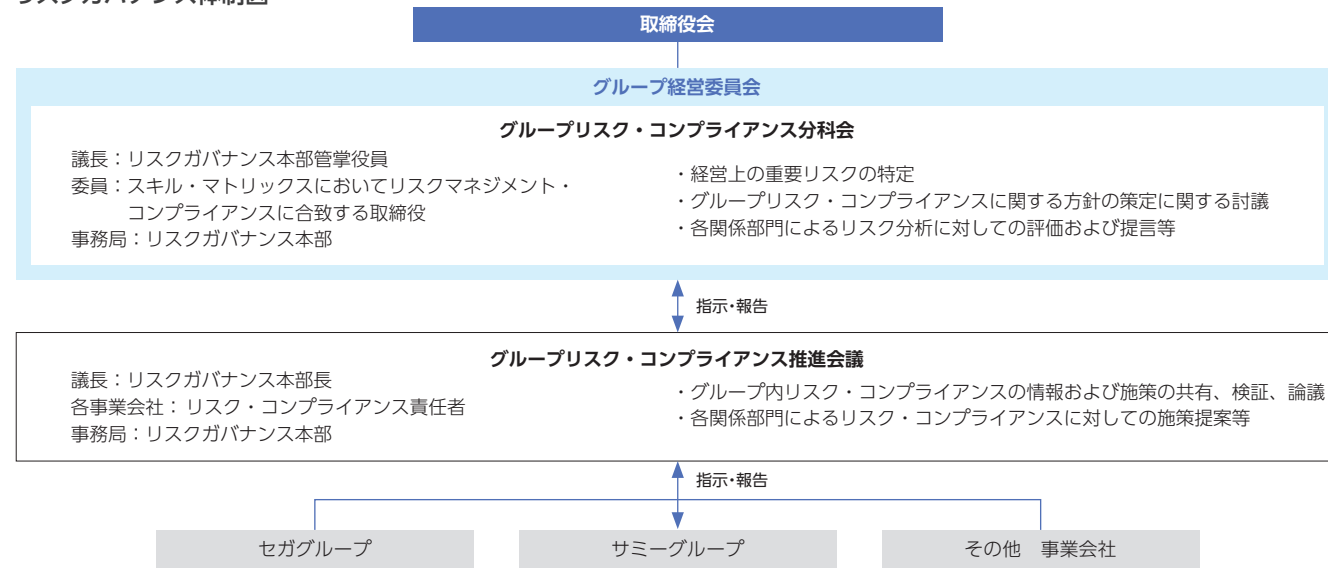 リスクガバナンス体制図
取締役会
グループ経営委員会
グループリスク・コンプライアンス分科会
議長：リスクガバナンス本部管掌役員
委員：スキル・マトリックスにおいてリスクマネジメント・
コンプライアンスに合致する取締役
事務局：リスクガバナンス本部
・経営上の重要リスクの特定
・グループリスク・コンプライアンスに関する方針の策定に関する討議
・各関係部門によるリスク分析に対しての評価および提言等
指示・報告
グループリスク・コンプライアンス推進会議
議長：リスクガバナンス本部長
各事業会社：リスク・コンプライアンス責任者
事務局：リスクガバナンス本部
・グループ内リスク・コンプライアンスの情報および施策の共有、検証、論議
・各関係部門によるリスク・コンプライアンスに対しての施策提案等
指示・報告
セガグループ
サミーグループ
その他　事業会社